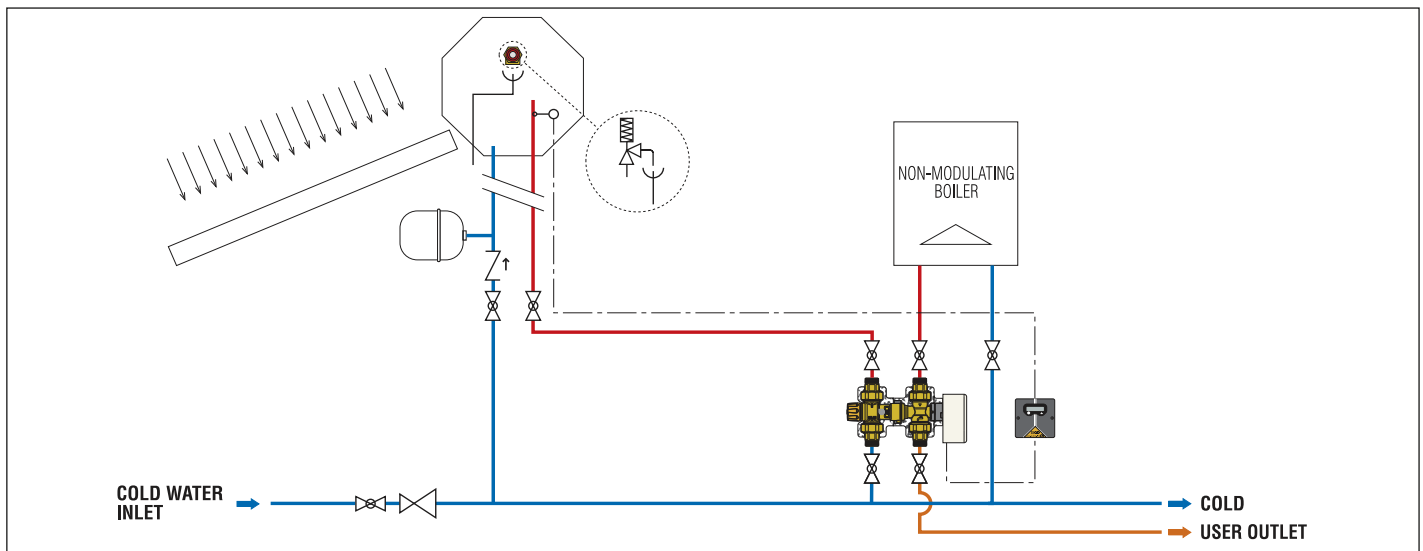 NON-MODULATING
BOILER
COLD WATER
INLET
COLD
USER OUTLET